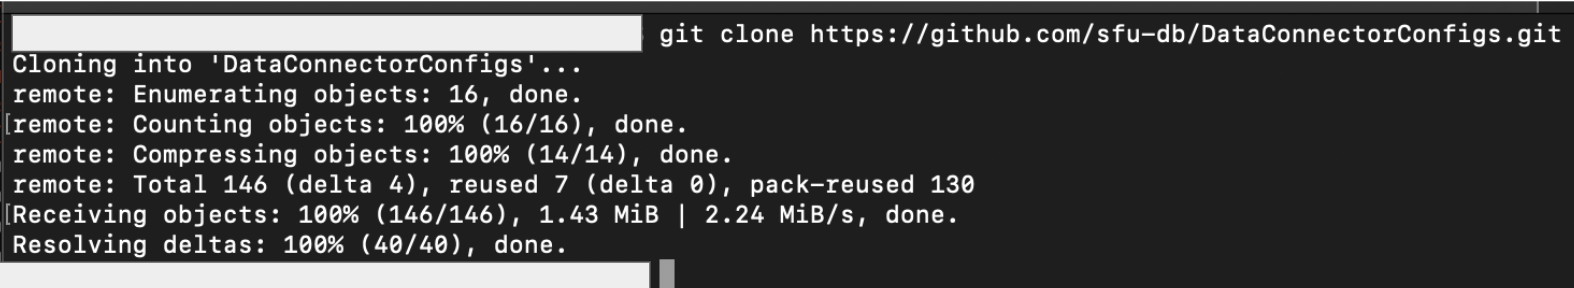 git clone https://github.com/sfu-db/DataConnectorConfigs.git
Cloning into 'DataConnectorConfigs'...
remote: Enumerating objects: 16, done.
[remote: Counting objects: 100% (16/16), done.
remote: Compressing objects: 100% (14/14), done.
remote: Total 146 (delta 4), reused 7 (delta 0), pack-reused 130
[Receiving objects: 100% (146/146), 1.43 MiB | 2.24 MiB/s, done.
Resolving deltas: 100% (40/40), done.